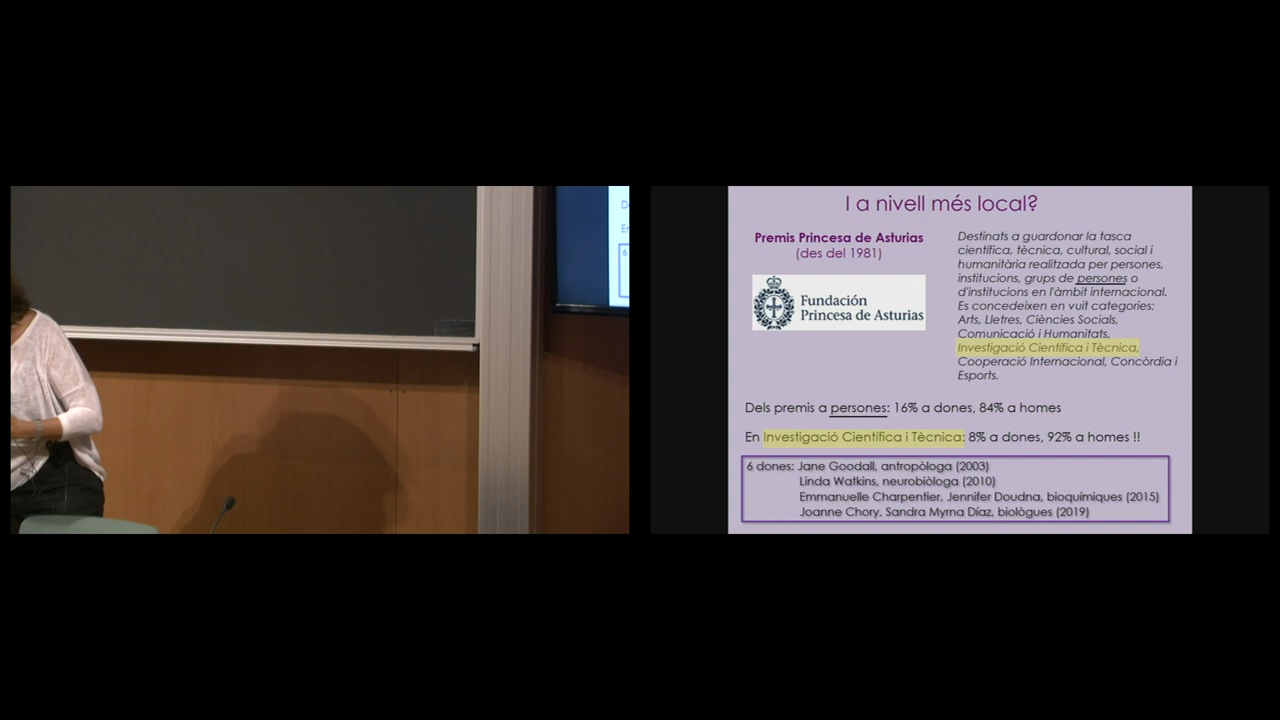 I a nivell més local?
Premis Princesa de Asturias
(des del 1981)
Fundación
Princesa de Asturias
Destinats a guardonar la tasca
científica, tècnica, cultural, social i
humanitària realitzada per persones,
institucions, grups de persones o
d'institucions en l'àmbit internacional.
Es concedeixen en vuit categories:
Arts, Lletres, Ciències Socials,
Comunicació i Humanitats,
Investigació Científica i Tècnica,
Cooperació Internacional, Concòrdia i
Esports.
Dels premis a persones: 16% a dones, 84% a homes
En Investigació Científica i Tècnica: 8% a dones, 92% a homes !!
6 dones: Jane Goodall, antropòloga (2003)
Linda Watkins, neurobiòloga (2010)
Emmanuelle Charpentier, Jennifer Doudna, bioquímiques (2015)
Joanne Chory, Sandra Myrna Díaz, biòlogues (2019)